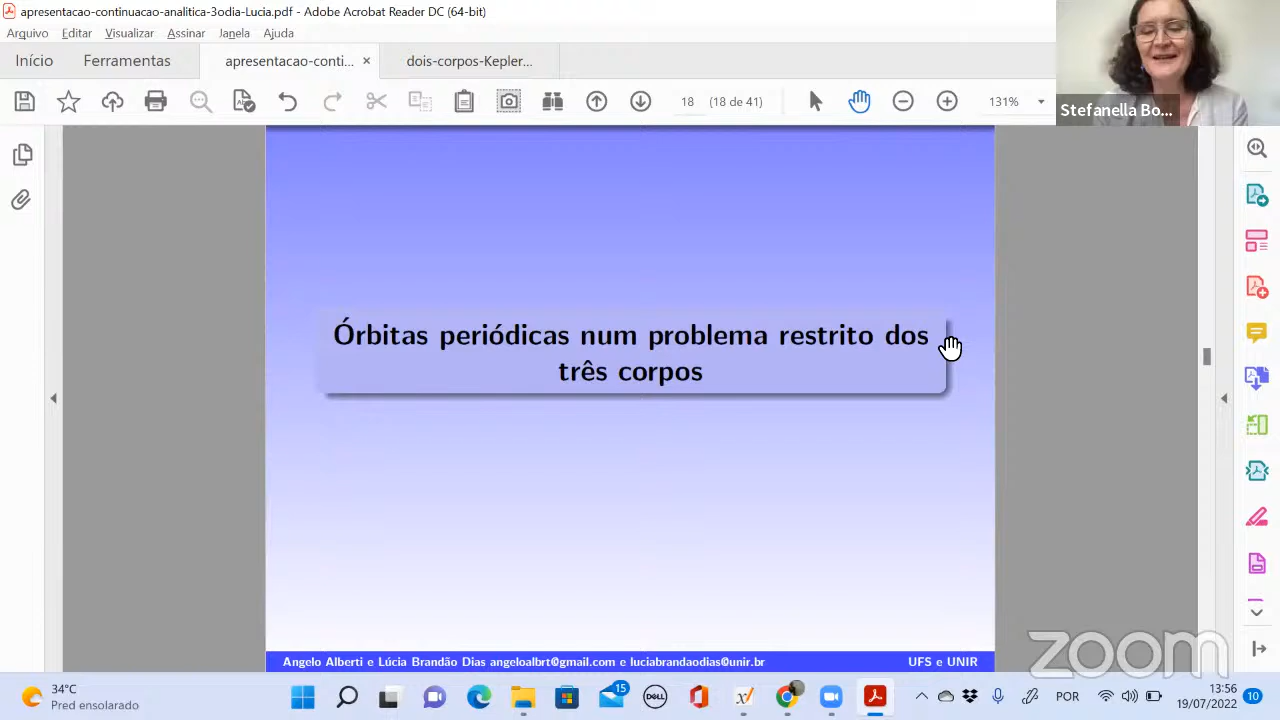 apresentacao-continuacao-analitica-3odia-Lucia.pdf - Adobe Acrobat Reader DC (64-bit)
Arquivo Editar Visualizar Assinar Janela Ajuda
Início Ferramentas apresentacao-conti... × dois-corpos-Kepler...
18 (18 de 41) 131%
Stefanella Bo...
Órbitas periódicas num problema restrito dos
três corpos
Angelo Alberti e Lúcia Brandão Dias angeloalbrt@gmail.com e luciabrandaodias@unir.br UFS e UNIR
zoom
34°C
Pred ensolarado
15
DELL
POR
13:56
19/07/2022
10